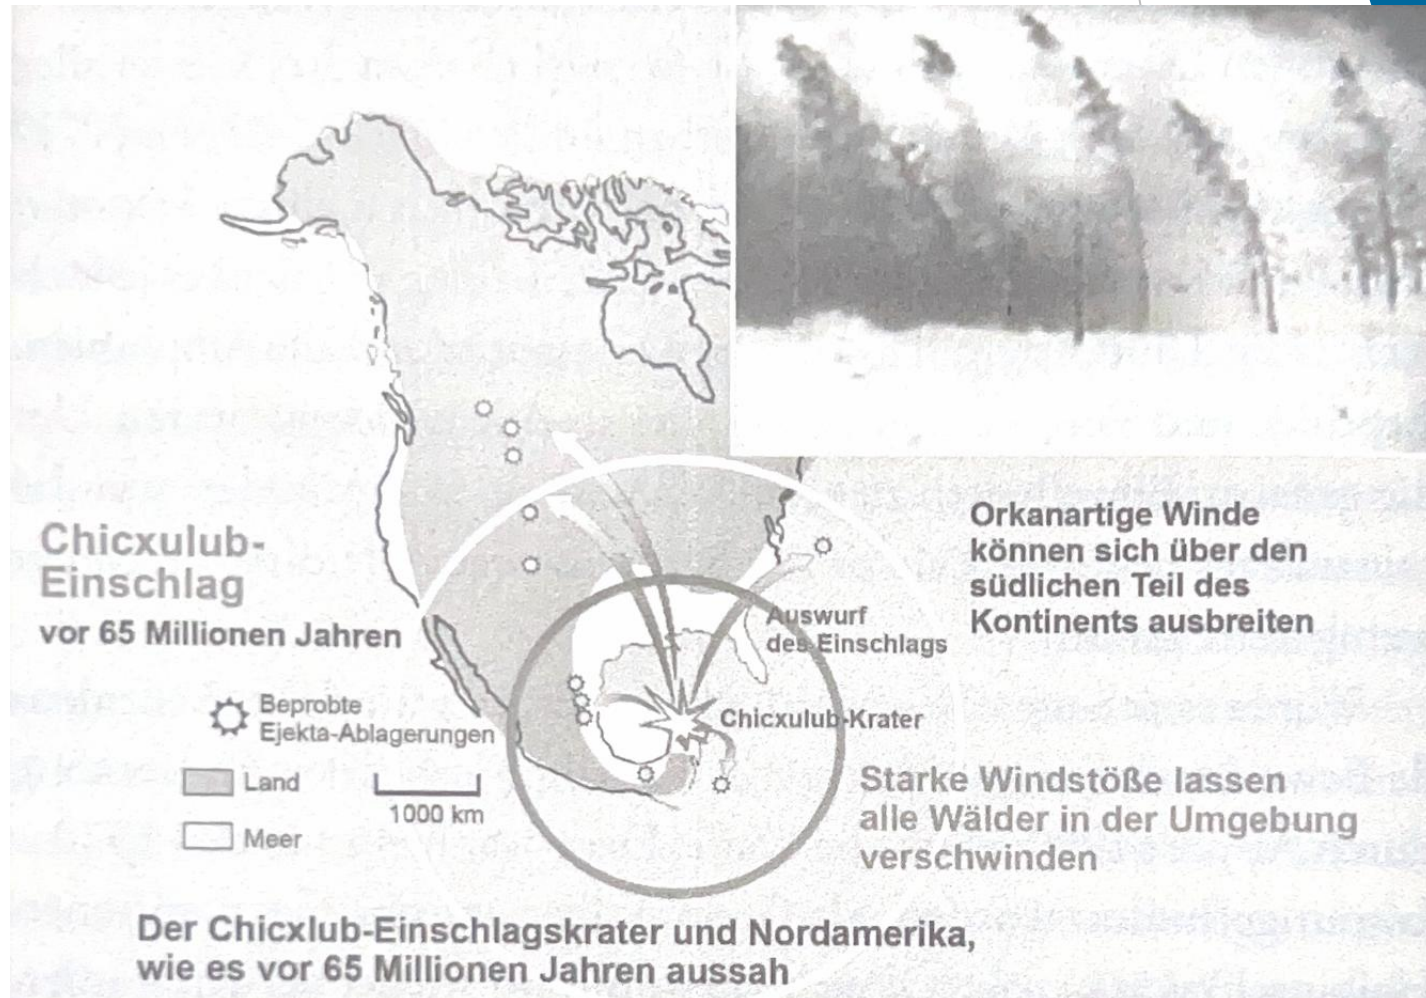 Chicxulub-
Einschlag
vor 65 Millionen Jahren
Beprobte
Ejekta-Ablagerungen
Land
Meer
1000 km
Auswurf
des Einschlags
Chicxulub-Krater
Orkanartige Winde
können sich über den
südlichen Teil des
Kontinents ausbreiten
Starke Windstöße lassen
alle Wälder in der Umgebung
verschwinden
Der Chicxlub-Einschlagskrater und Nordamerika,
wie es vor 65 Millionen Jahren aussah